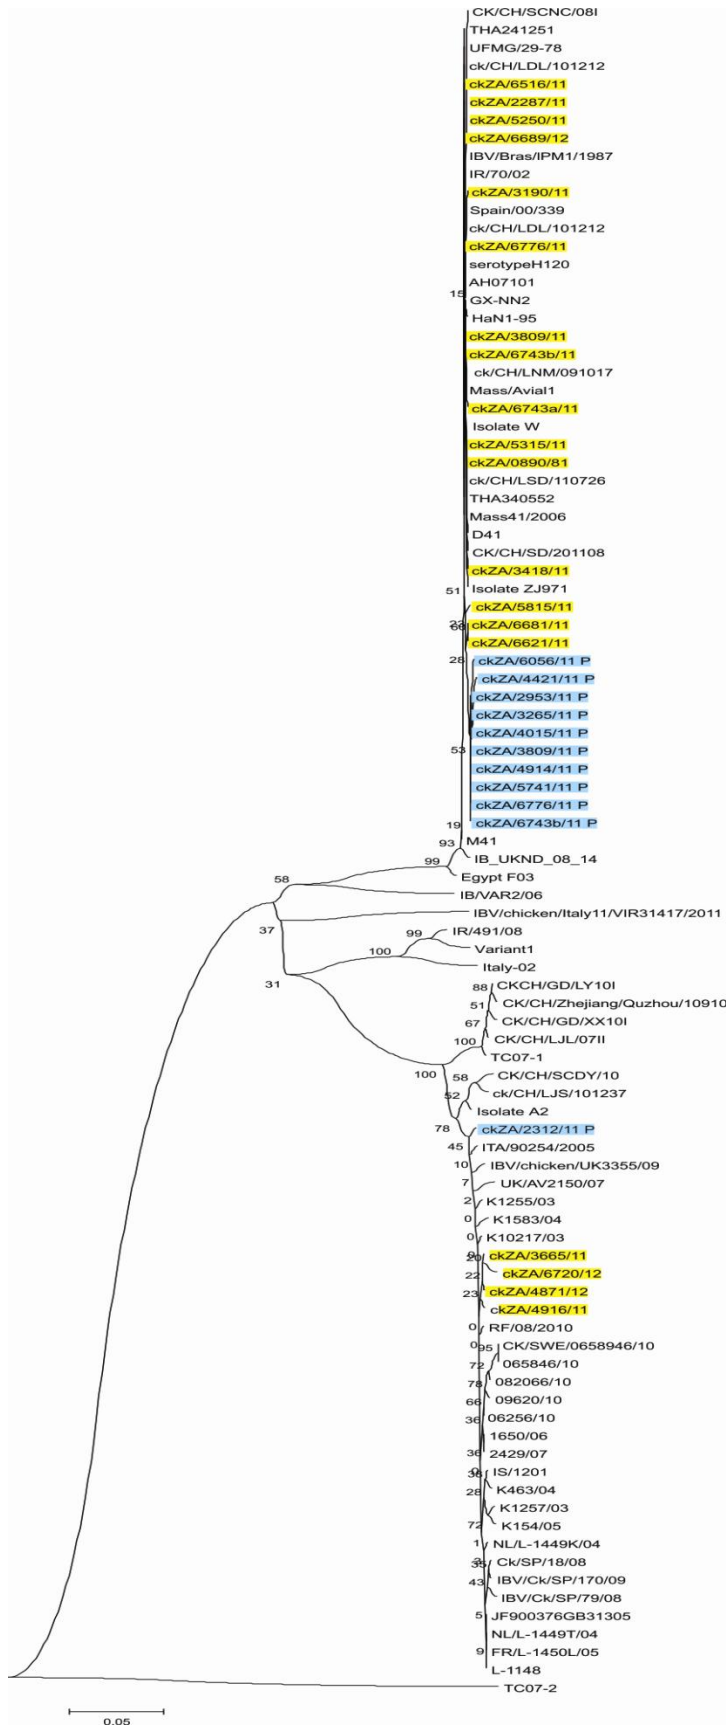 CK/CH/SCNC/08I
THA241251
UFMG/29-78
ck/CH/LDL/101212
ckZA/6516/11
ckZA/2287/11
ckZA/5250/11
ckZA/6689/12
IBV/Bras/IPM1/1987
IR/70/02
ckZA/3190/11
Spain/00/339
ck/CH/LDL/101212
ckZA/6776/11
serotypeH120
AH07101
15
GX-NN2
HaN1-95
ckZA/3809/11
ckZA/6743b/11
ck/CH/LNM/091017
Mass/Avial1
ckZA/6743a/11
Isolate W
ckZA/5315/11
ckZA/0890/81
ck/CH/LSD/110726
THA340552
Mass41/2006
D41
CK/CH/SD/201108
ckZA/3418/11
51 Isolate ZJ971
ckZA/5815/11
ckZA/6681/11
ckZA/6621/11
28 ckZA/6056/11 P
ckZA/4421/11 P
ckZA/2953/11 P
ckZA/3265/11 P
ckZA/4015/11 P
53 ckZA/3809/11 P
ckZA/4914/11 P
ckZA/5741/11 P
ckZA/6776/11 P
19 ckZA/6743b/11 P
93 M41
IB_UKND_08_14
99
Egypt F03
58
IB/VAR2/06
IBV/chicken/Italy11/VIR31417/2011
37
99 IR/491/08
Variant1
100
Italy-02
31
88 CKCH/GD/LY10I
51 CK/CH/Zhejiang/Quzhou/10910
67 CK/CH/GD/XX10I
100 CK/CH/LJL/07II
TC07-1
100
58 CK/CH/SCDY/10
52 ck/CH/LJS/101237
Isolate A2
78 ckZA/2312/11 P
45 ITA/90254/2005
10 IBV/chicken/UK3355/09
7 UK/AV2150/07
2 K1255/03
0 K1583/04
0 K10217/03
20 ckZA/3665/11
22 ckZA/6720/12
23 ckZA/4871/12
ckZA/4916/11
0 RF/08/2010
0 95 CK/SWE/0658946/10
72 065846/10
78 082066/10
66 09620/10
36 06256/10
1650/06
36 2429/07
IS/1201
28 K463/04
K1257/03
72 K154/05
1 NL/L-1449K/04
35 Ck/SP/18/08
43 IBV/Ck/SP/170/09
IBV/Ck/SP/79/08
5 JF900376GB31305
NL/L-1449T/04
9 FR/L-1450L/05
L-1148
TC07-2
0.05